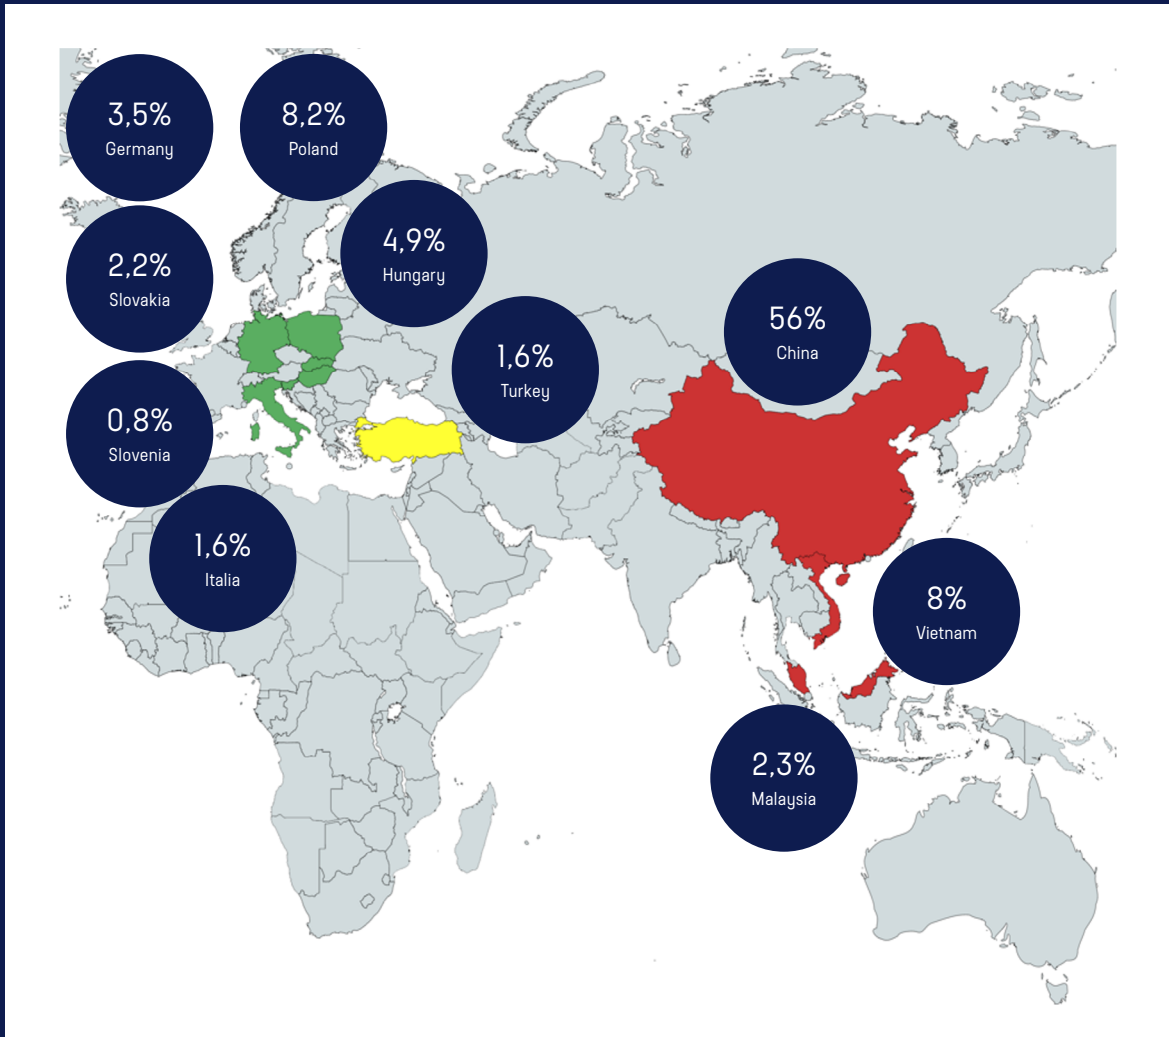 3,5%
Germany
8,2%
Poland
2,2%
Slovakia
4,9%
Hungary
56%
China
1,6%
Turkey
0,8%
Slovenia
1,6%
Italia
8%
Vietnam
2,3%
Malaysia